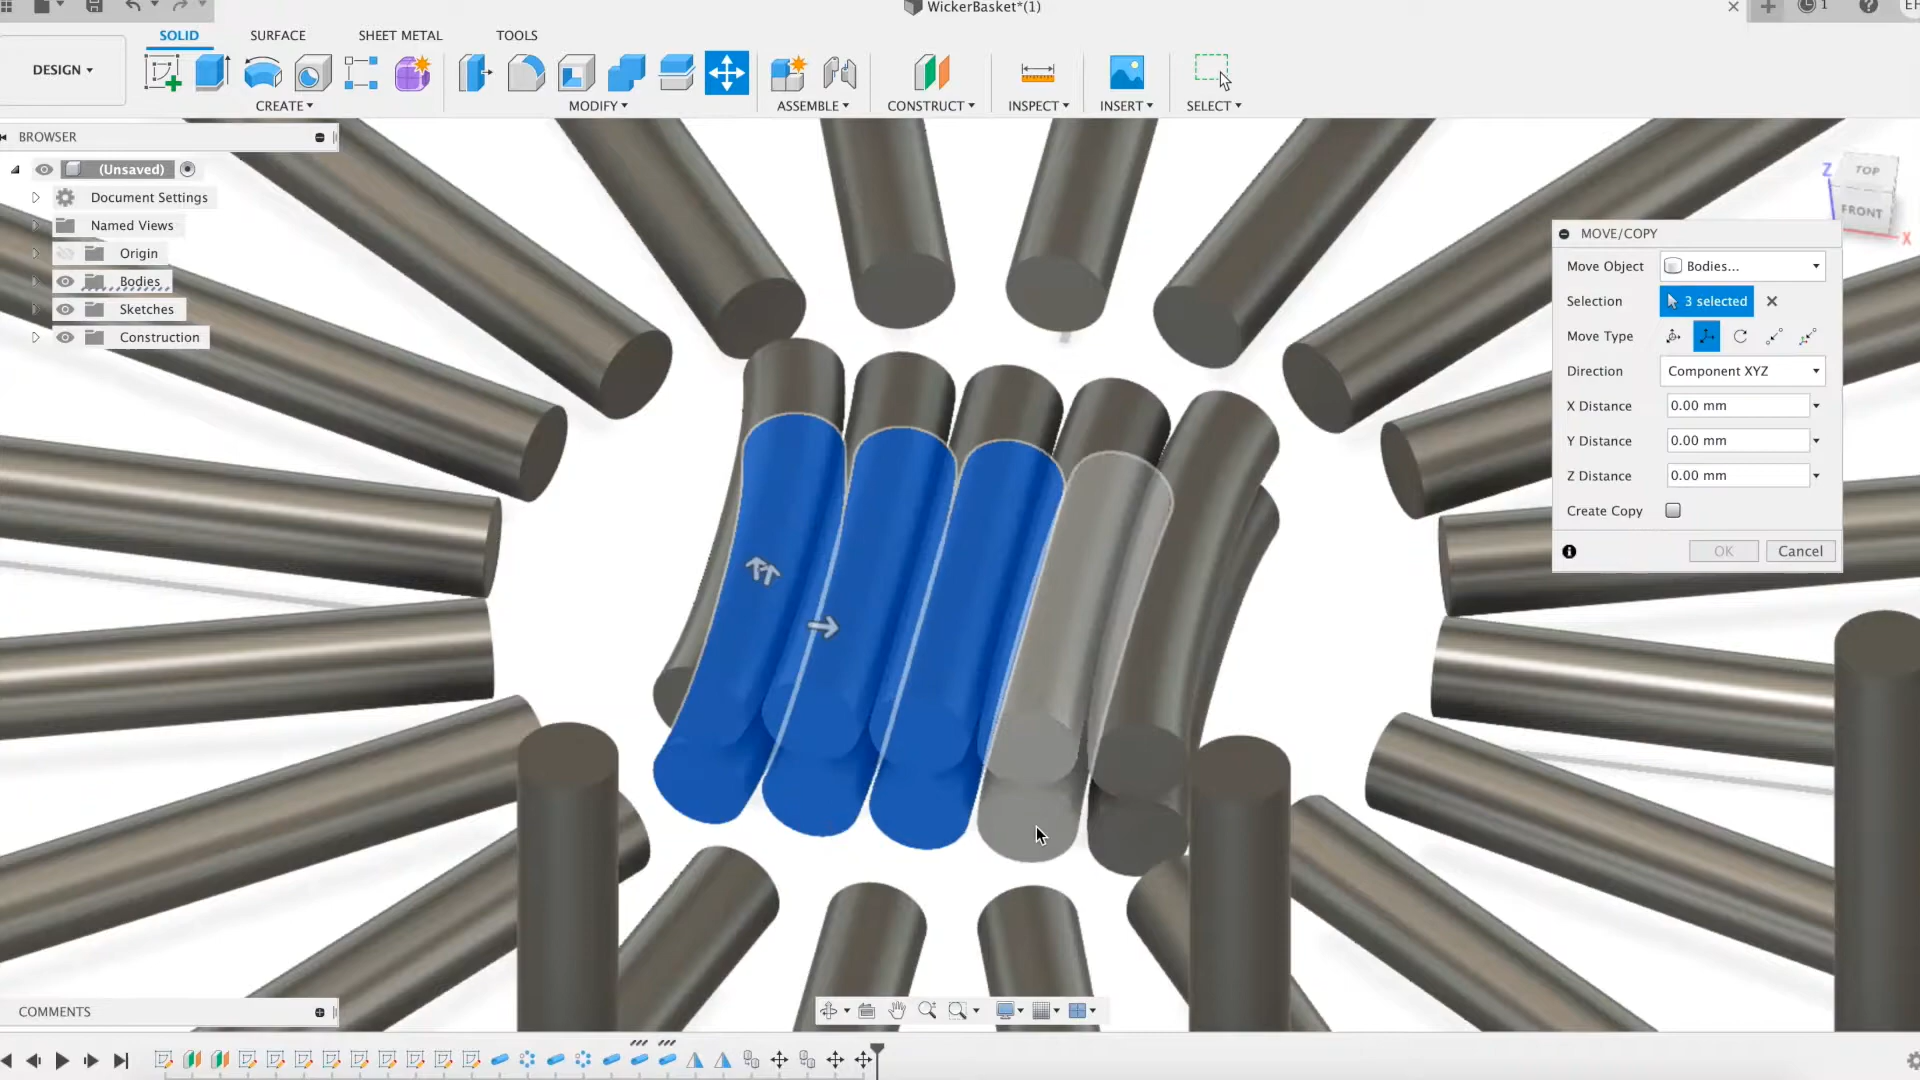 WickerBasket*(1)
1
SOLID SURFACE SHEET METAL TOOLS
DESIGN
CREATE MODIFY ASSEMBLE CONSTRUCT INSPECT INSERT SELECT
BROWSER
(Unsaved)
Document Settings
Named Views
Origin
Bodies
Sketches
Construction
Z
TOP
FRONT
X
MOVE/COPY
Move Object Bodies...
Selection 3 selected
Move Type
Direction Component XYZ
X Distance 0.00 mm
Y Distance 0.00 mm
Z Distance 0.00 mm
Create Copy
OK Cancel
COMMENTS